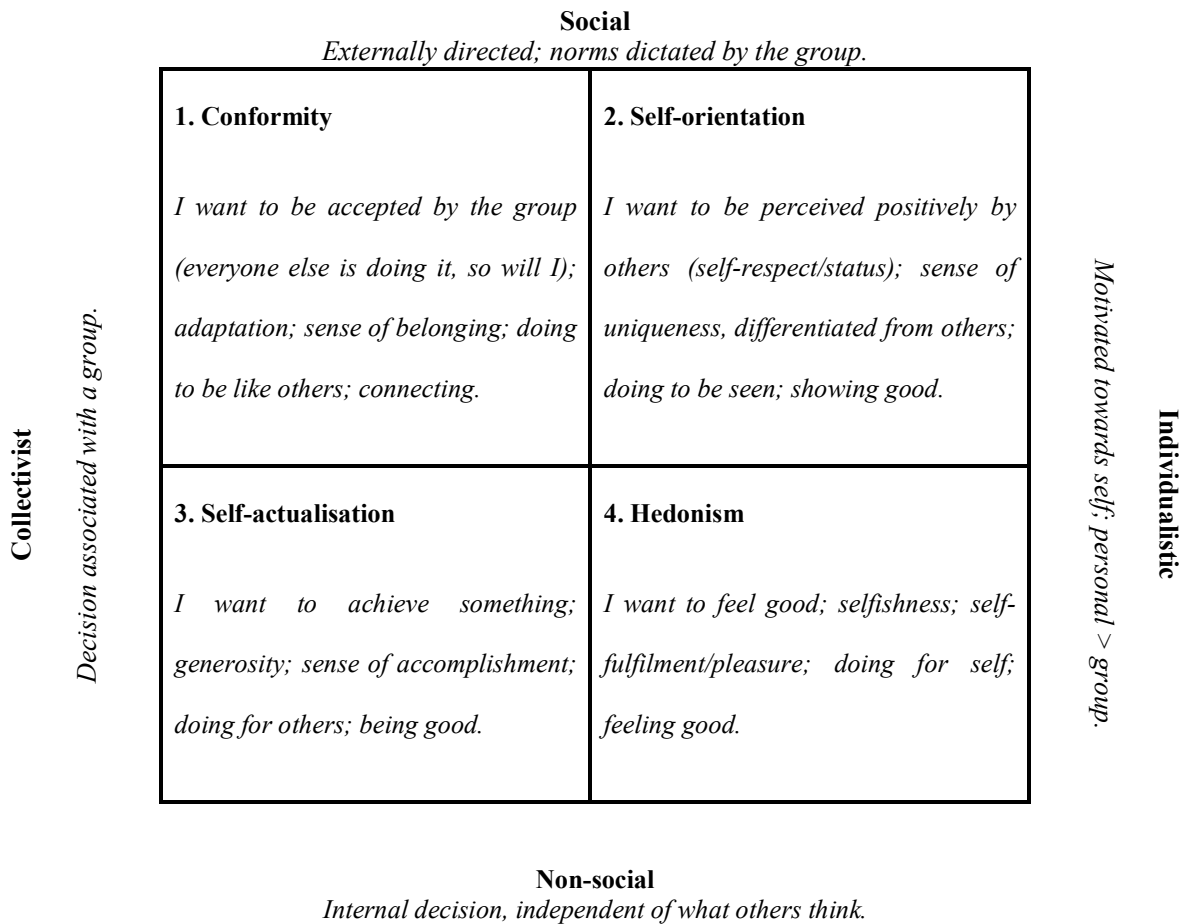 Social
Externally directed; norms dictated by the group.
1. Conformity
I want to be accepted by the group
(everyone else is doing it, so will I);
adaptation; sense of belonging; doing
to be like others; connecting.
2. Self-orientation
I want to be perceived positively by
others (self-respect/status); sense of
uniqueness, differentiated from others;
doing to be seen; showing good.
Collectivist
Decision associated with a group.
Motivated towards self; personal > group.
Individualistic
3. Self-actualisation
I want to achieve something;
generosity; sense of accomplishment;
doing for others; being good.
4. Hedonism
I want to feel good; selfishness; self-
fulfilment/pleasure; doing for self;
feeling good.
Non-social
Internal decision, independent of what others think.